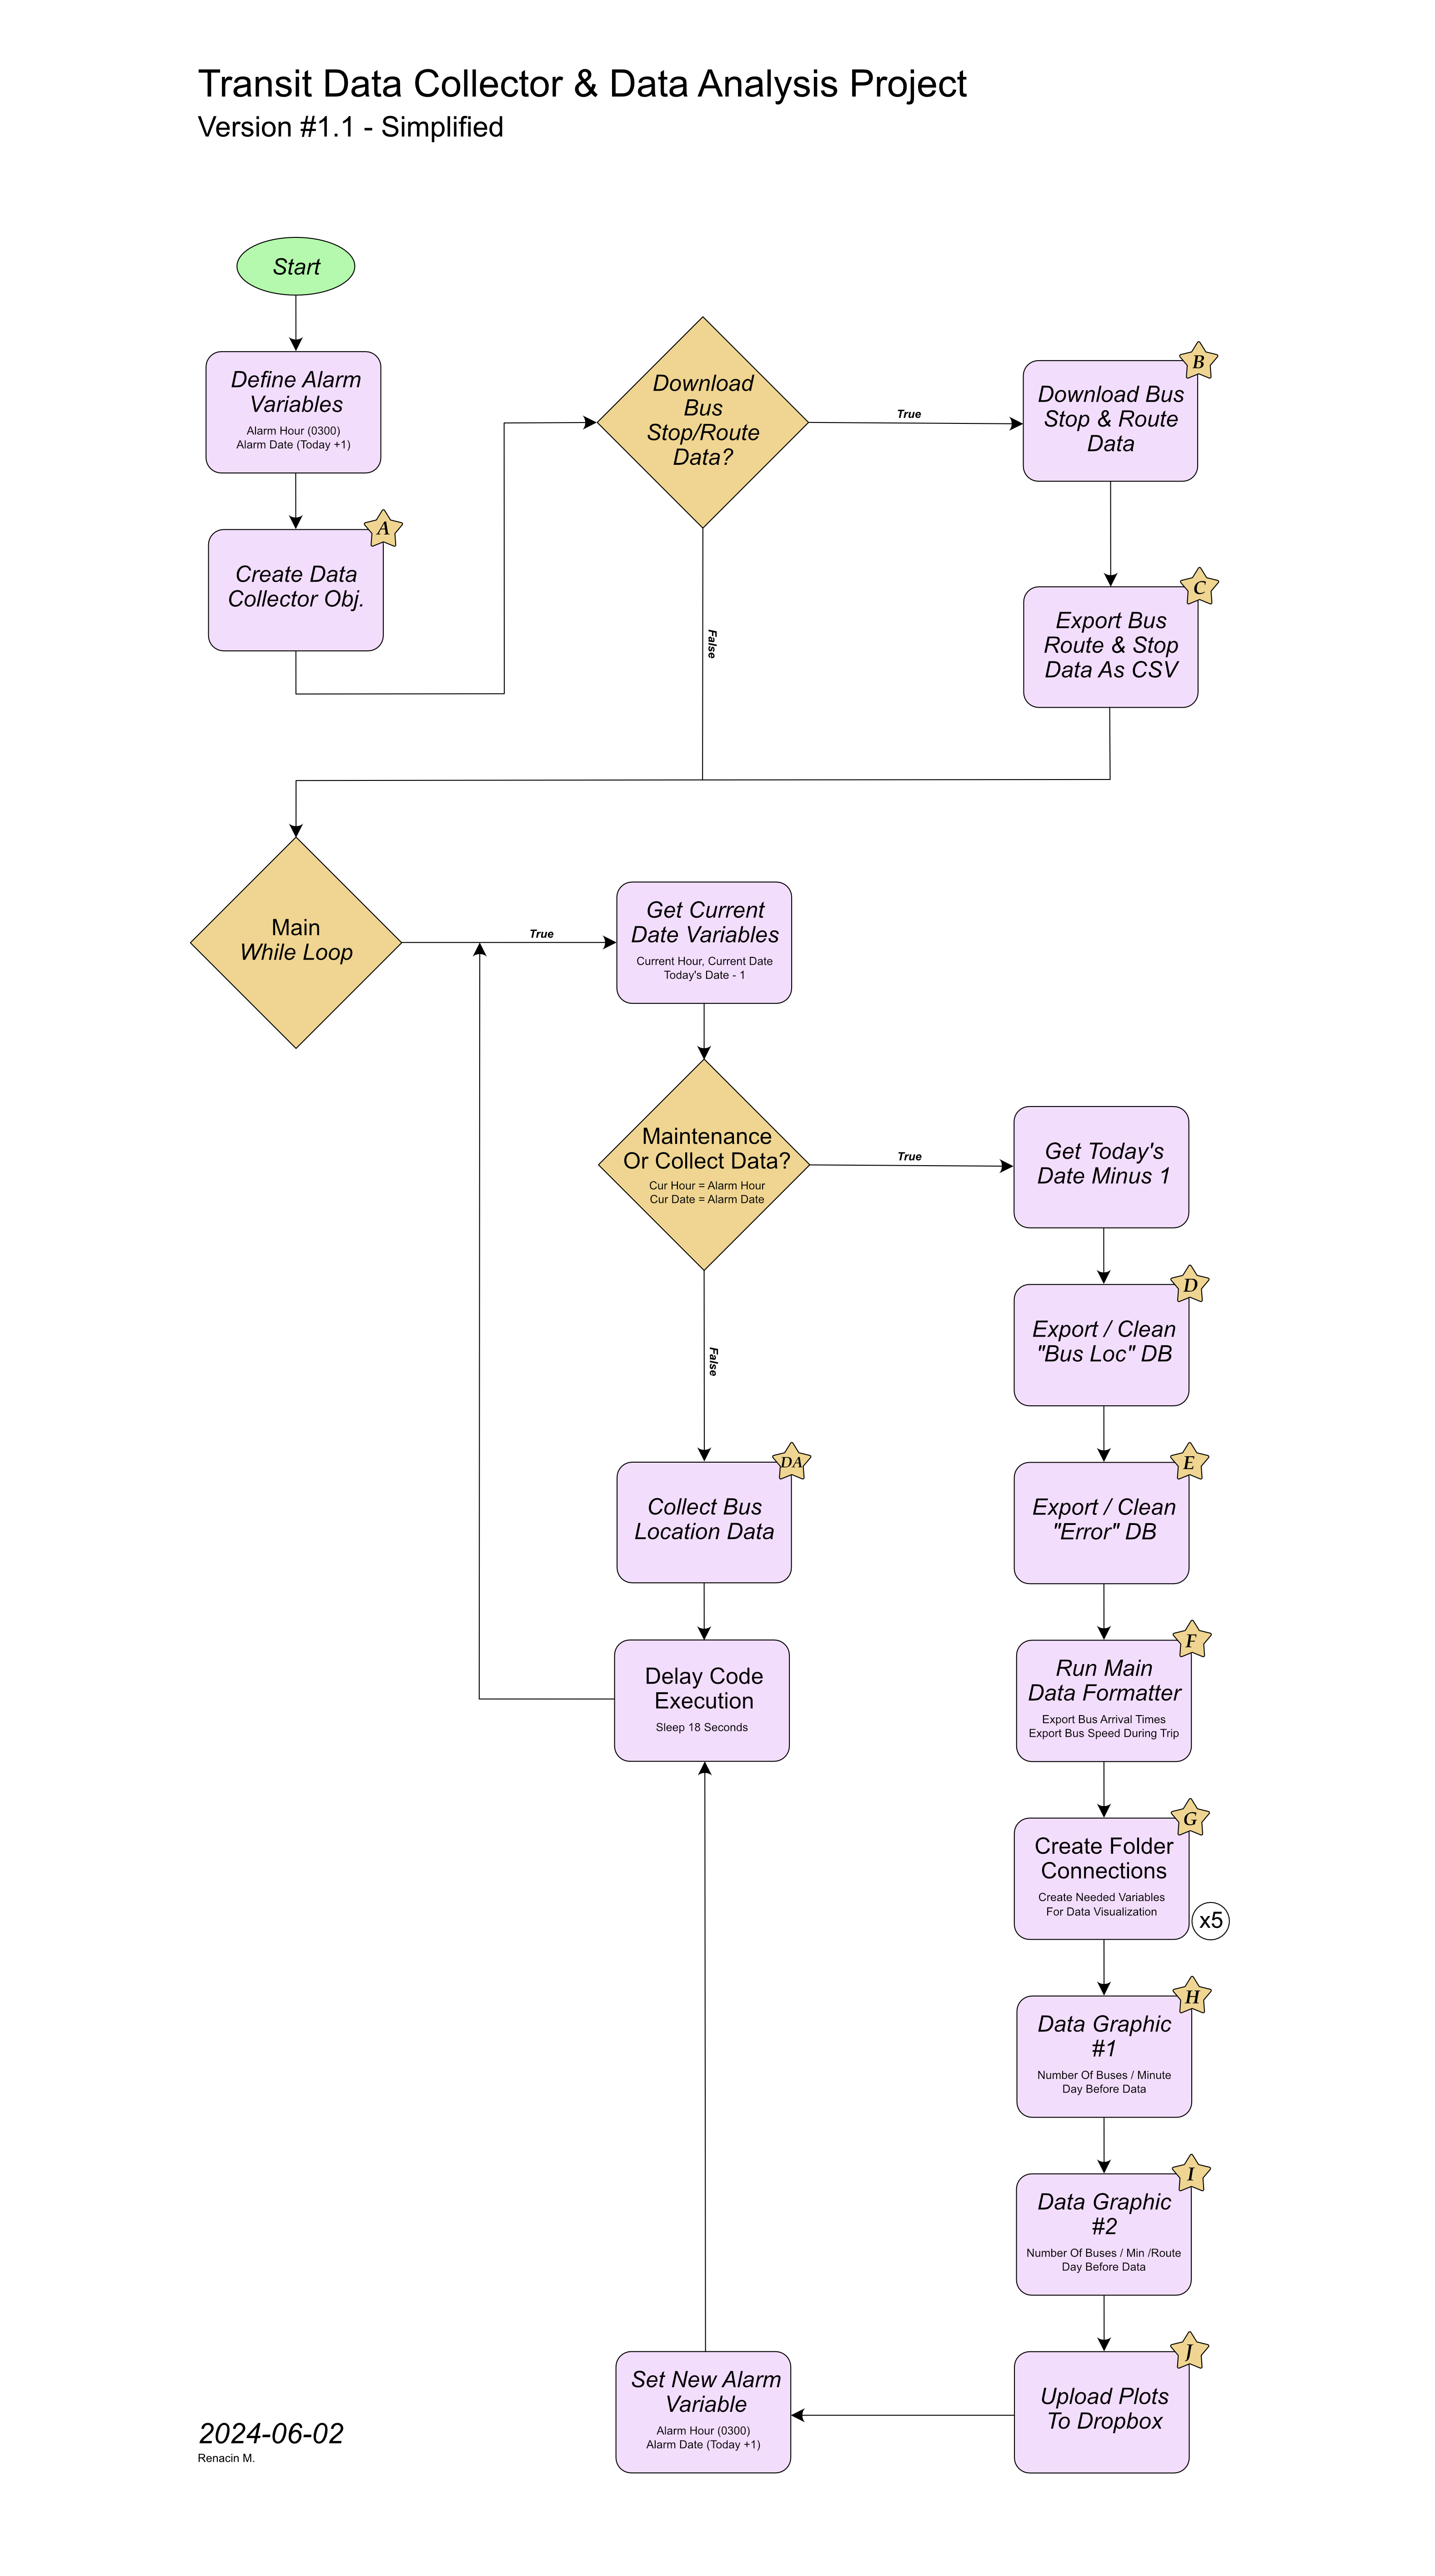 Transit Data Collector & Data Analysis Project
Version #1.1 - Simplified
Start
Define Alarm
Variables
Alarm Hour (0300)
Alarm Date (Today +1)
A
Create Data
Collector Obj.
Download
Bus
Stop/Route
Data?
True
False
B
Download Bus
Stop & Route
Data
C
Export Bus
Route & Stop
Data As CSV
Main
While Loop
True
Get Current
Date Variables
Current Hour, Current Date
Today's Date - 1
Maintenance
Or Collect Data?
Cur Hour = Alarm Hour
Cur Date = Alarm Date
True
False
DA
Collect Bus
Location Data
Delay Code
Execution
Sleep 18 Seconds
Get Today's
Date Minus 1
D
Export / Clean
"Bus Loc" DB
E
Export / Clean
"Error" DB
F
Run Main
Data Formatter
Export Bus Arrival Times
Export Bus Speed During Trip
G
Create Folder
Connections
Create Needed Variables
For Data Visualization
x5
H
Data Graphic
#1
Number Of Buses / Minute
Day Before Data
I
Data Graphic
#2
Number Of Buses / Min /Route
Day Before Data
J
Upload Plots
To Dropbox
Set New Alarm
Variable
Alarm Hour (0300)
Alarm Date (Today +1)
2024-06-02
Renacin M.